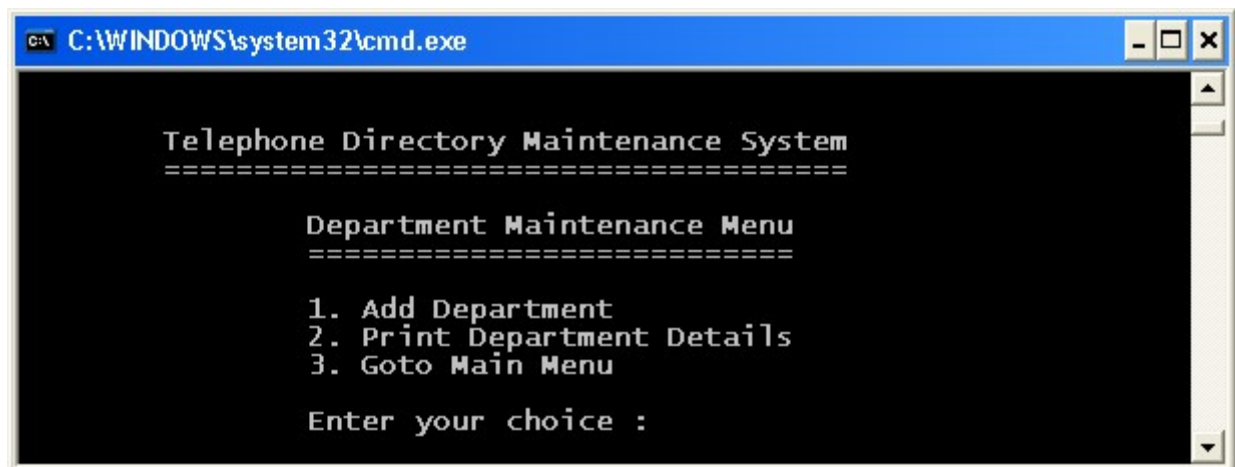 C:\WINDOWS\system32\cmd.exe
Telephone Directory Maintenance System
======================================
Department Maintenance Menu
===========================
1. Add Department
2. Print Department Details
3. Goto Main Menu
Enter your choice :